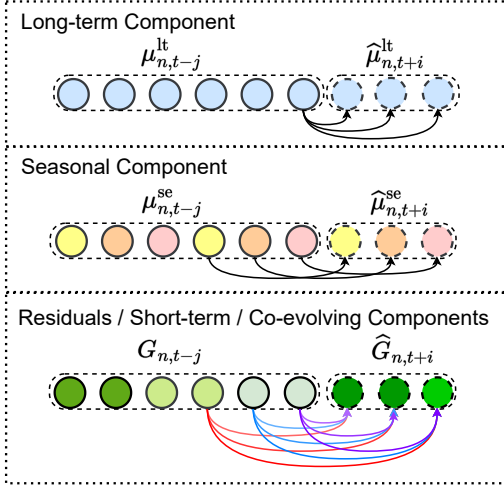 Long-term Component
μ^lt_{n,t−j} μ̂^lt_{n,t+i}
Seasonal Component
μ^se_{n,t−j} μ̂^se_{n,t+i}
Residuals / Short-term / Co-evolving Components
G_{n,t−j} Ĝ_{n,t+i}